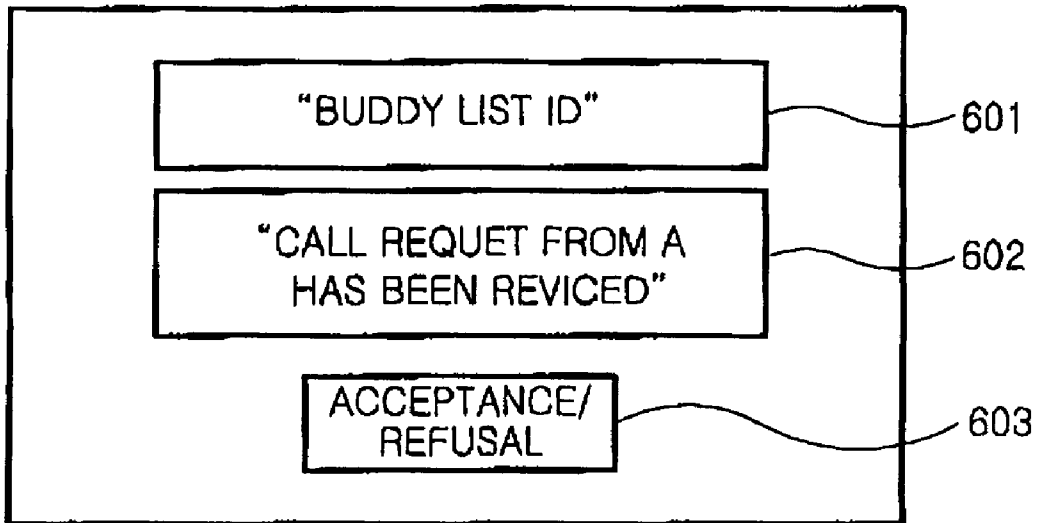 “BUDDY LIST ID”
601
“CALL REQUET FROM A
HAS BEEN REVICED”
602
ACCEPTANCE/
REFUSAL
603